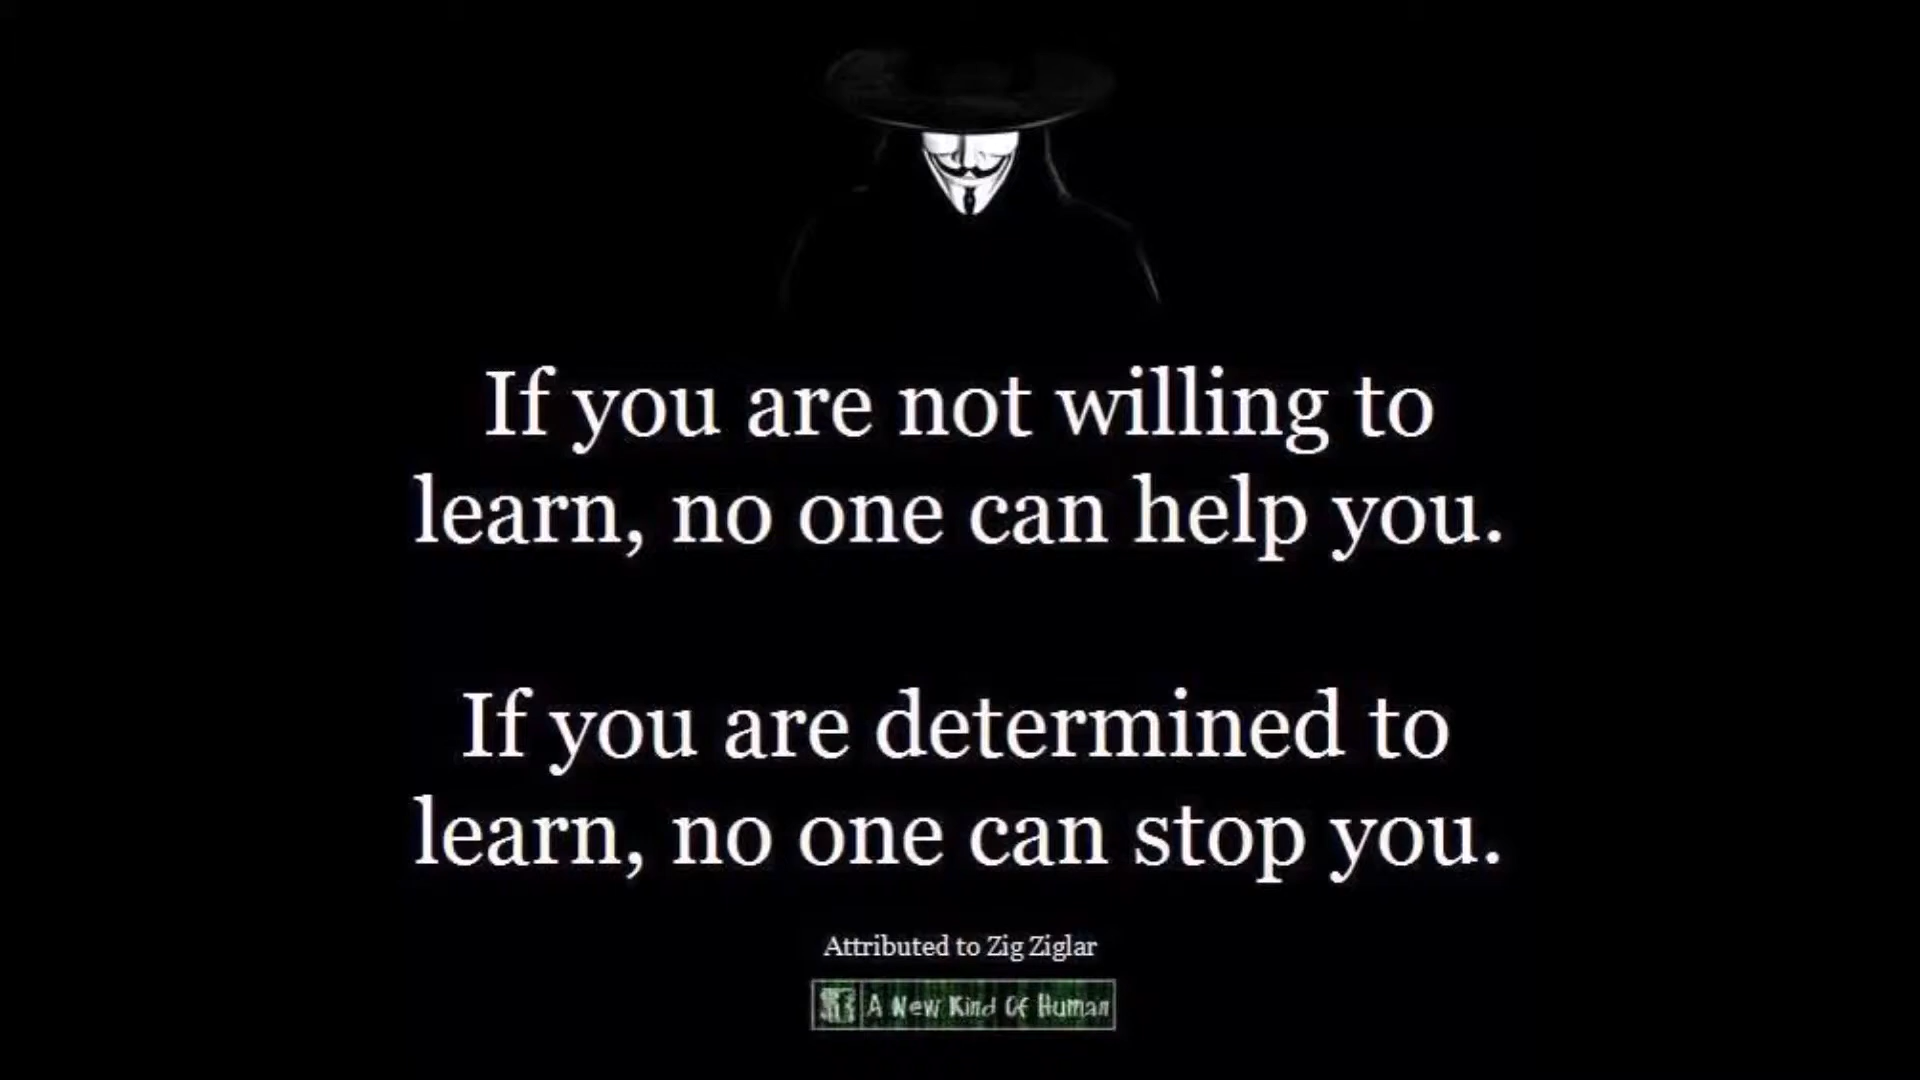 If you are not willing to
learn, no one can help you.
If you are determined to
learn, no one can stop you.
Attributed to Zig Ziglar
A New Kind Of Human